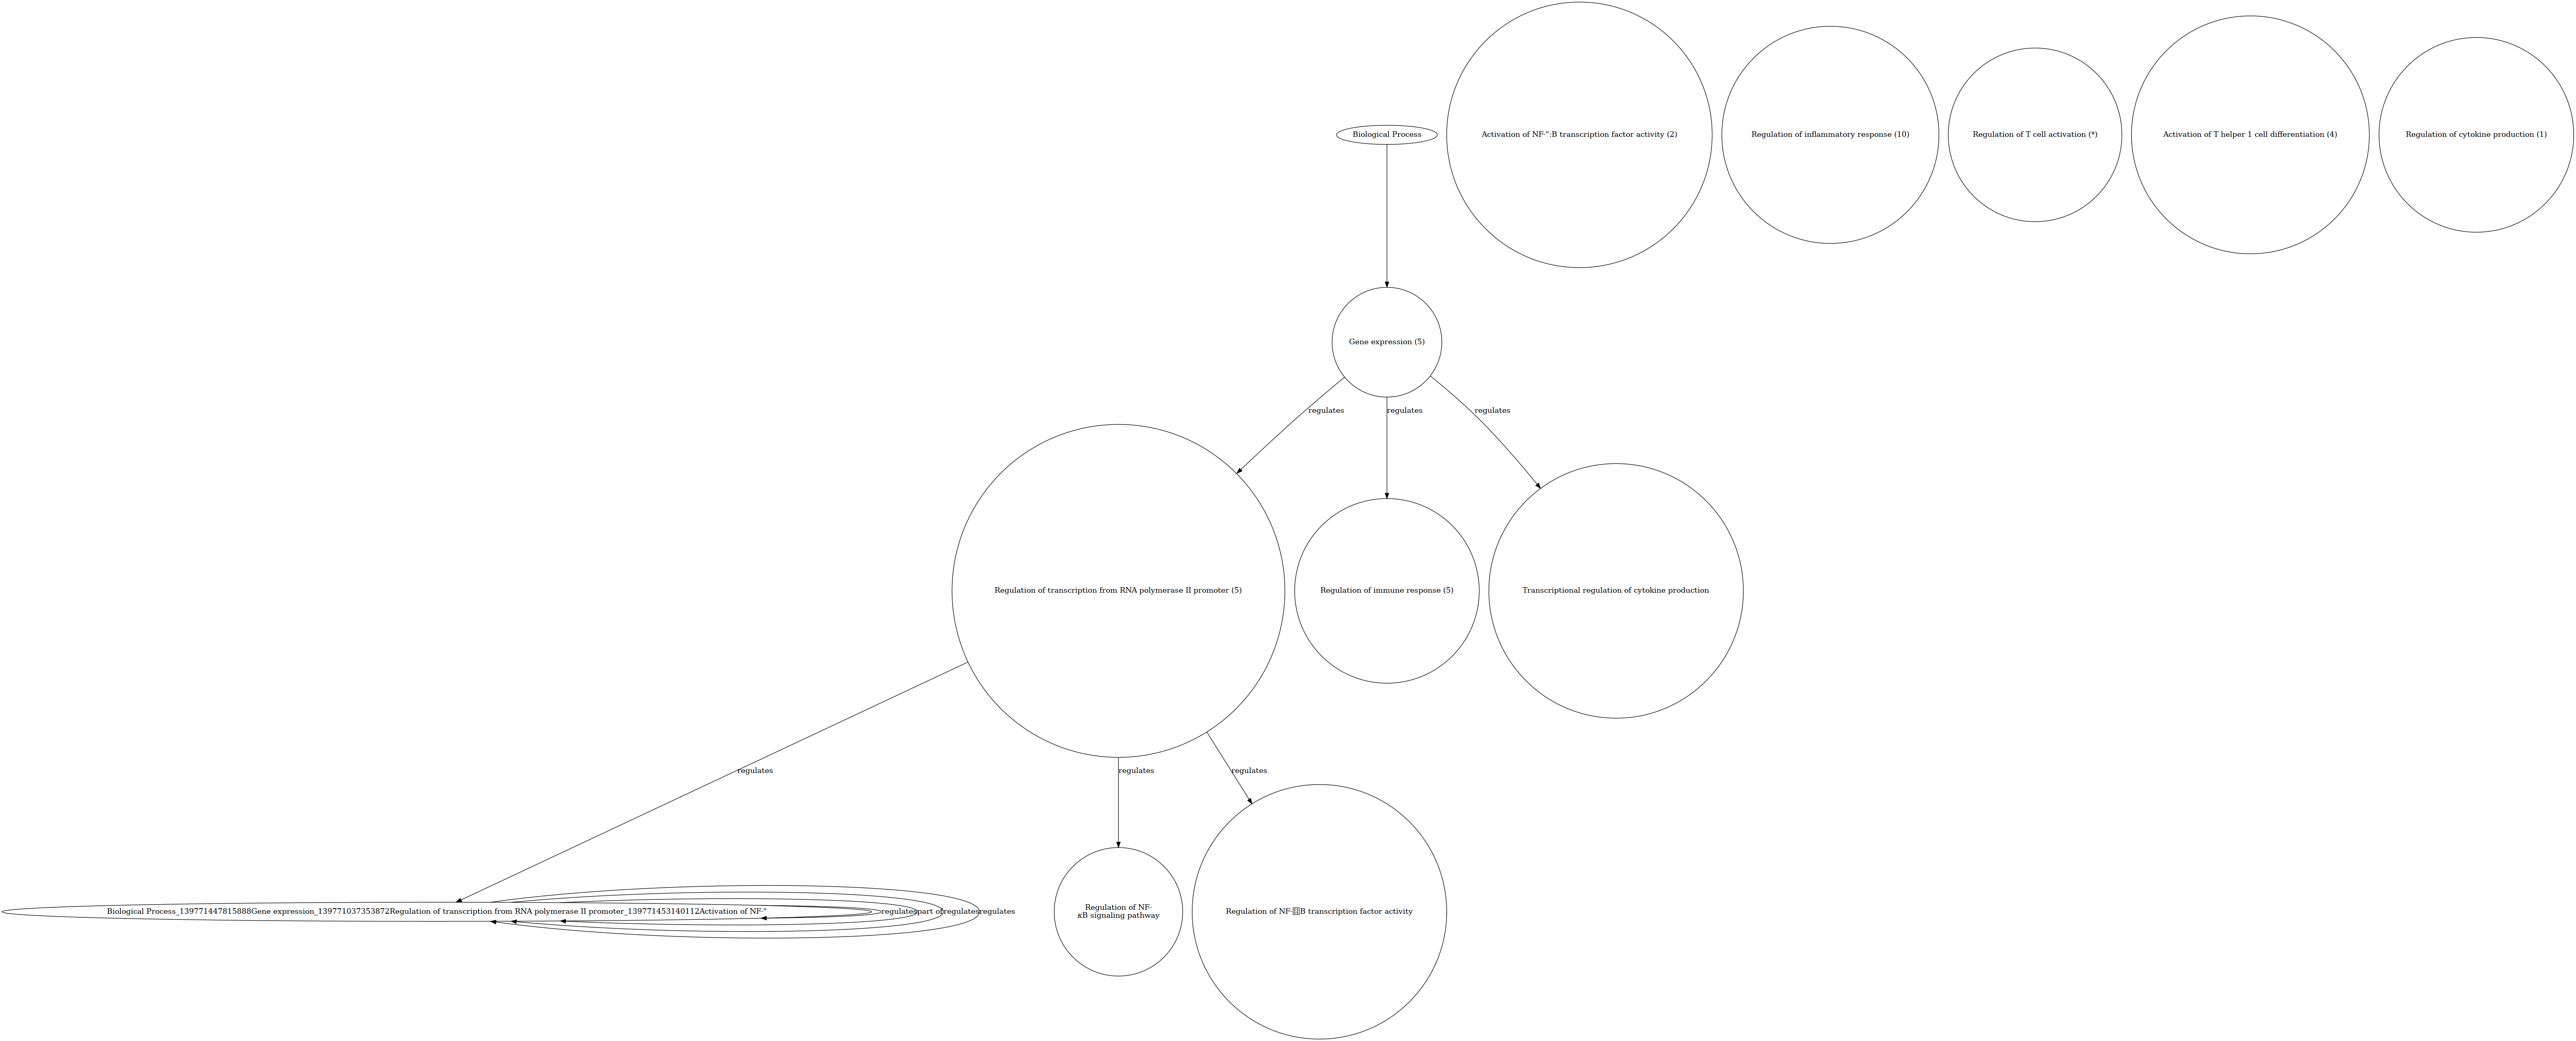 Biological Process
Activation of NF-":B transcription factor activity (2)
Regulation of inflammatory response (10)
Regulation of T cell activation (*)
Activation of T helper 1 cell differentiation (4)
Regulation of cytokine production (1)
Gene expression (5)
regulates
regulates
regulates
Regulation of transcription from RNA polymerase II promoter (5)
Regulation of immune response (5)
Transcriptional regulation of cytokine production
regulates
regulates
regulates
Biological Process_139771447815888Gene expression_139771037353872Regulation of transcription from RNA polymerase II promoter_139771453140112Activation of NF-"
regulates
part of
regulates
regulates
Regulation of NF-
κB signaling pathway
Regulation of NF-B transcription factor activity